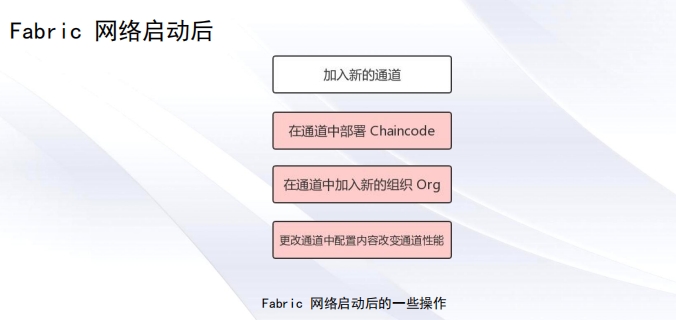 Fabric 网络启动后
加入新的通道
在通道中部署 Chaincode
在通道中加入新的组织 Org
更改通道中配置内容改变通道性能
Fabric 网络启动后的一些操作